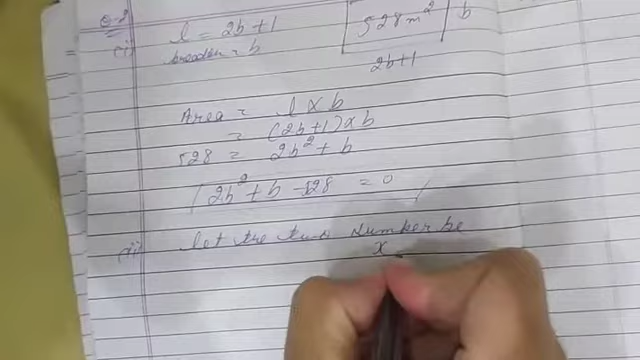 Q-2
(i) l = 2b+1
breadth = b
528 m² b
2b+1
Area = l x b
= (2b+1) x b
528 = 2b² + b
2b² + b - 528 = 0
(ii) let the two number be
x